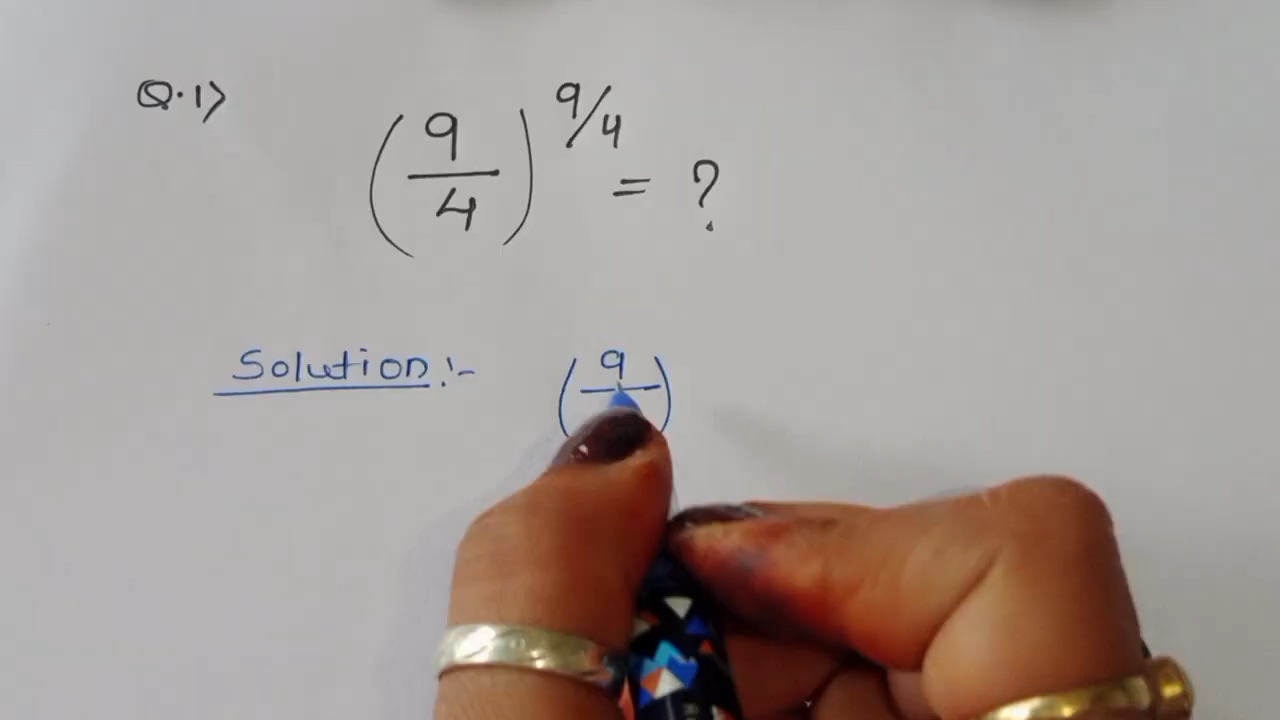 Q.1> (9/4)^9/4 = ?
Solution :- (9/)